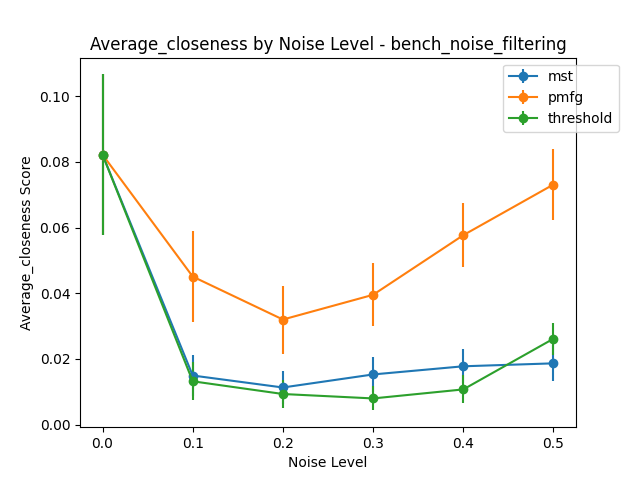 Average_closeness by Noise Level - bench_noise_filtering
mst
pmfg
threshold
Average_closeness Score
0.10
0.08
0.06
0.04
0.02
0.00
0.0 0.1 0.2 0.3 0.4 0.5
Noise Level